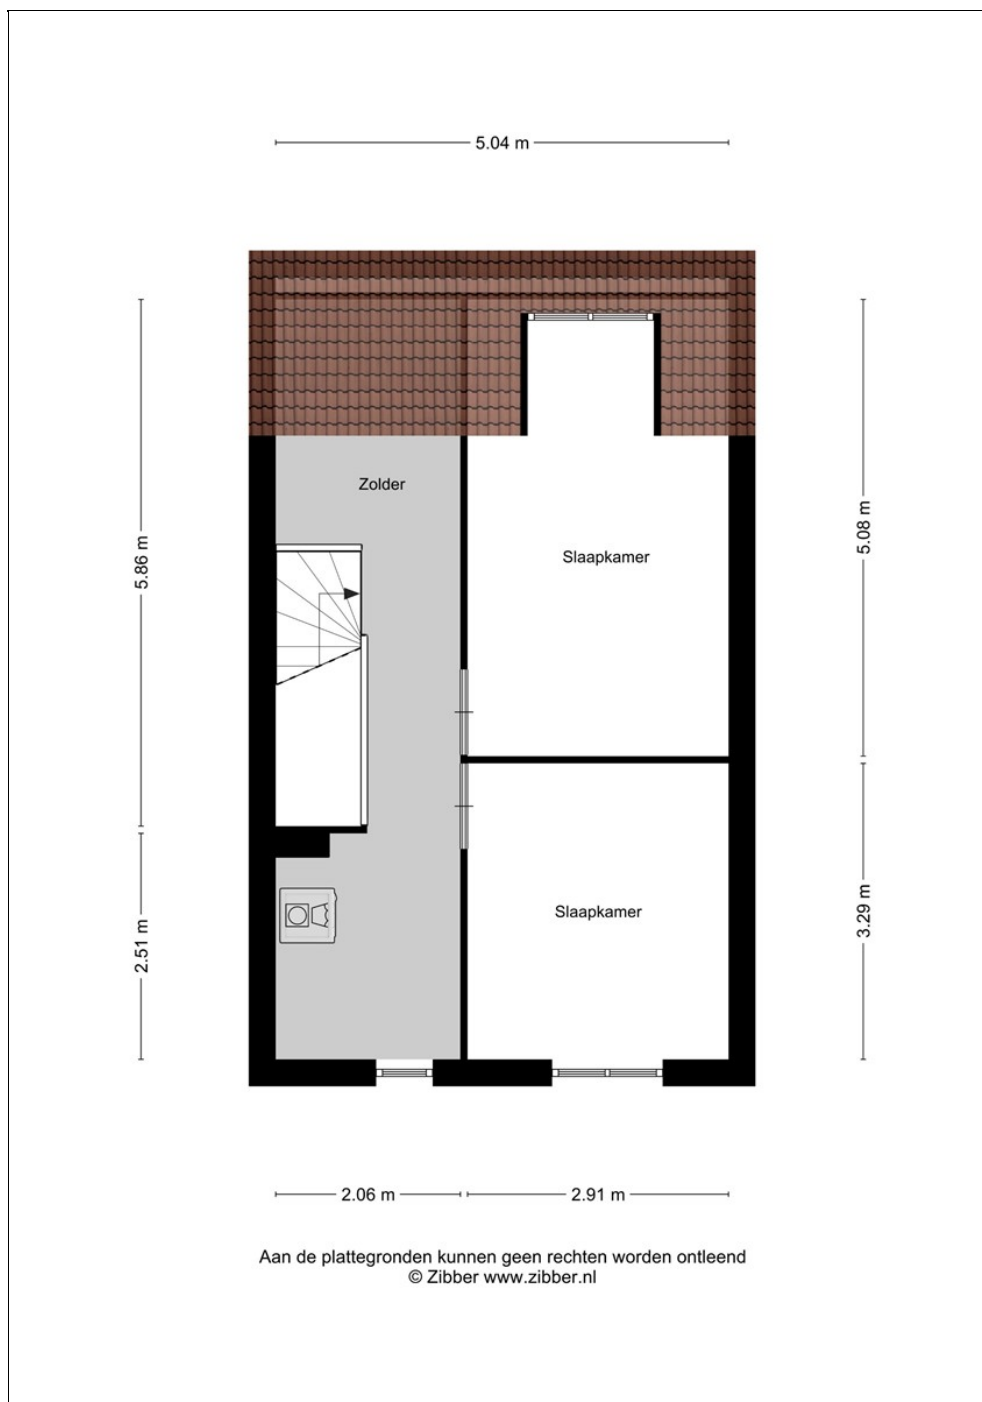 5.04 m
Zolder
5.86 m
5.08 m
Slaapkamer
Slaapkamer
2.51 m
3.29 m
2.06 m
2.91 m
Aan de plattegronden kunnen geen rechten worden ontleend
© Zibber www.zibber.nl